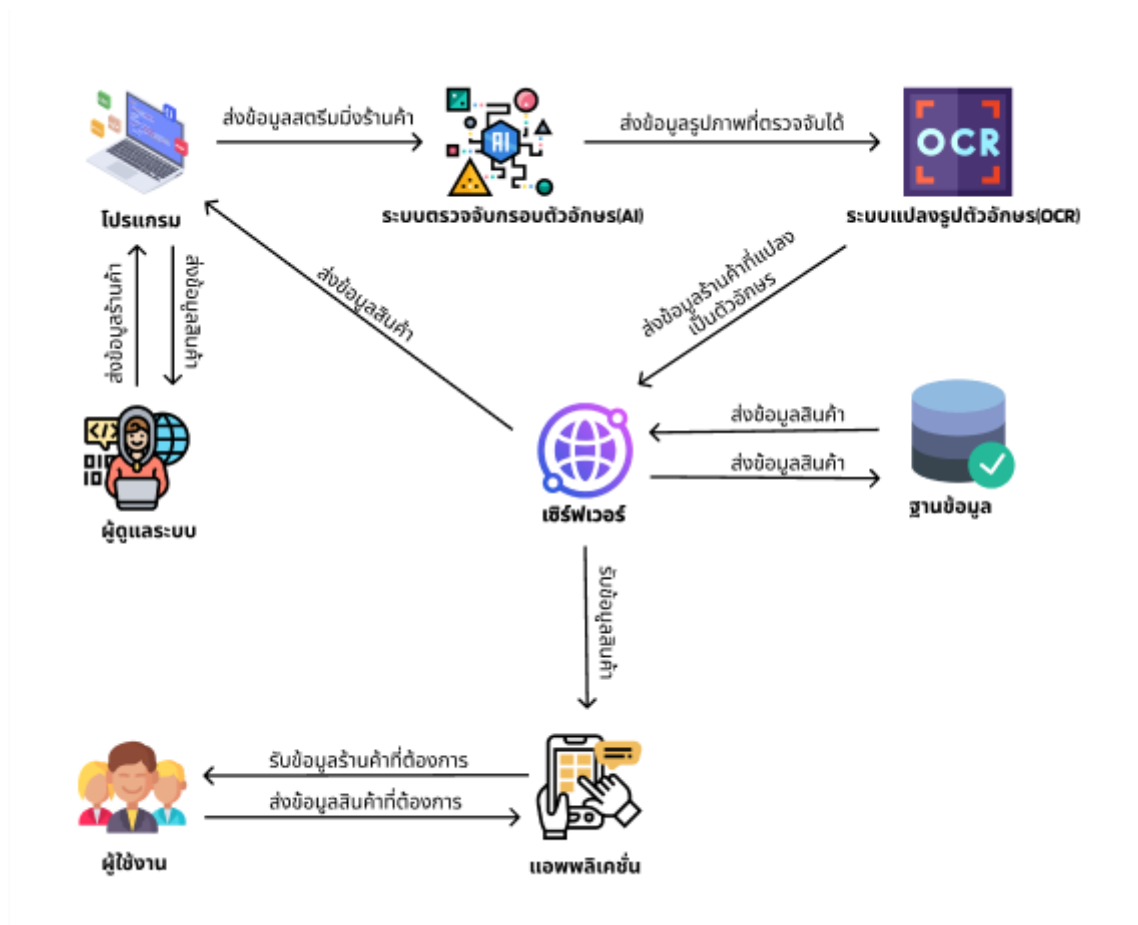 ส่งข้อมูลสตรีมมิ่งร้านค้า
ส่งข้อมูลรูปภาพที่ตรวจจับได้
AI
OCR
โปรแกรม
ระบบตรวจจับกรอบตัวอักษร(AI)
ระบบแปลงรูปตัวอักษร(OCR)
ส่งข้อมูลร้านค้า
ส่งข้อมูลสินค้า
ส่งข้อมูลสินค้า
ส่งข้อมูลร้านค้าที่แปลง
เป็นตัวอักษร
ส่งข้อมูลสินค้า
ส่งข้อมูลสินค้า
ผู้ดูแลระบบ
เซิร์ฟเวอร์
ฐานข้อมูล
รับข้อมูลสินค้า
รับข้อมูลร้านค้าที่ต้องการ
ส่งข้อมูลสินค้าที่ต้องการ
ผู้ใช้งาน
แอพพลิเคชั่น